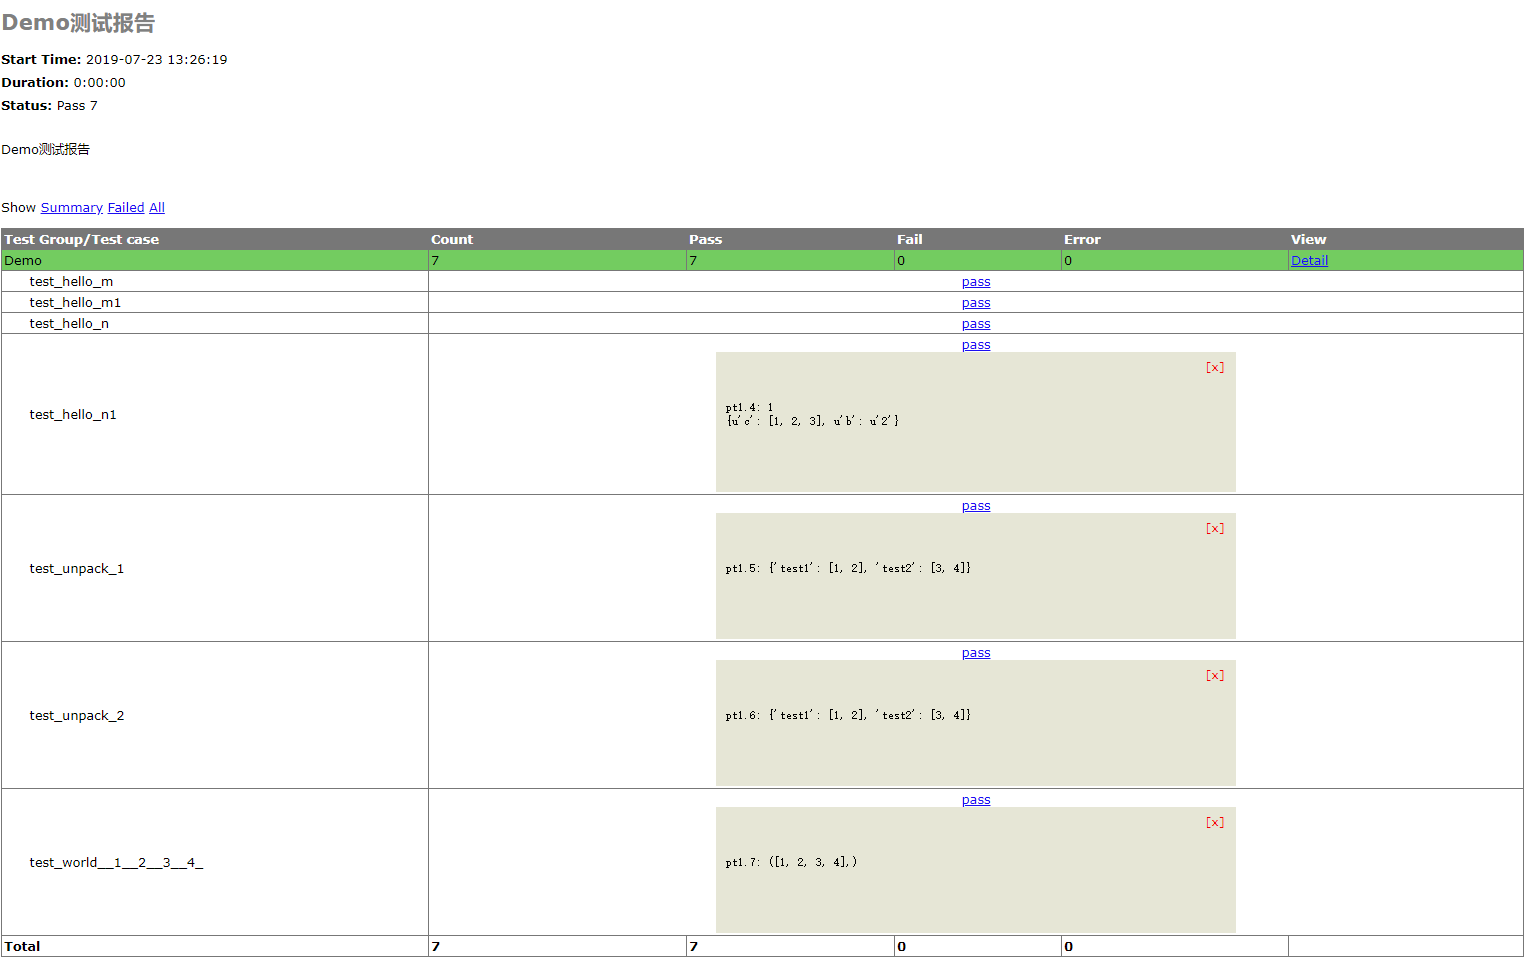 Demo测试报告
Start Time: 2019-07-23 13:26:19
Duration: 0:00:00
Status: Pass 7
Demo测试报告
Show Summary Failed All
Test Group/Test case Count Pass Fail Error View
Demo 7 7 0 0 Detail
test_hello_m pass
test_hello_m1 pass
test_hello_n pass
pass
[x]
test_hello_n1
pt1.4: 1
{u'c': [1, 2, 3], u'b': u'2'}
pass
[x]
test_unpack_1 pt1.5: {'test1': [1, 2], 'test2': [3, 4]}
pass
[x]
test_unpack_2 pt1.6: {'test1': [1, 2], 'test2': [3, 4]}
pass
[x]
test_world__1__2__3__4_ pt1.7: ([1, 2, 3, 4],)
Total 7 7 0 0